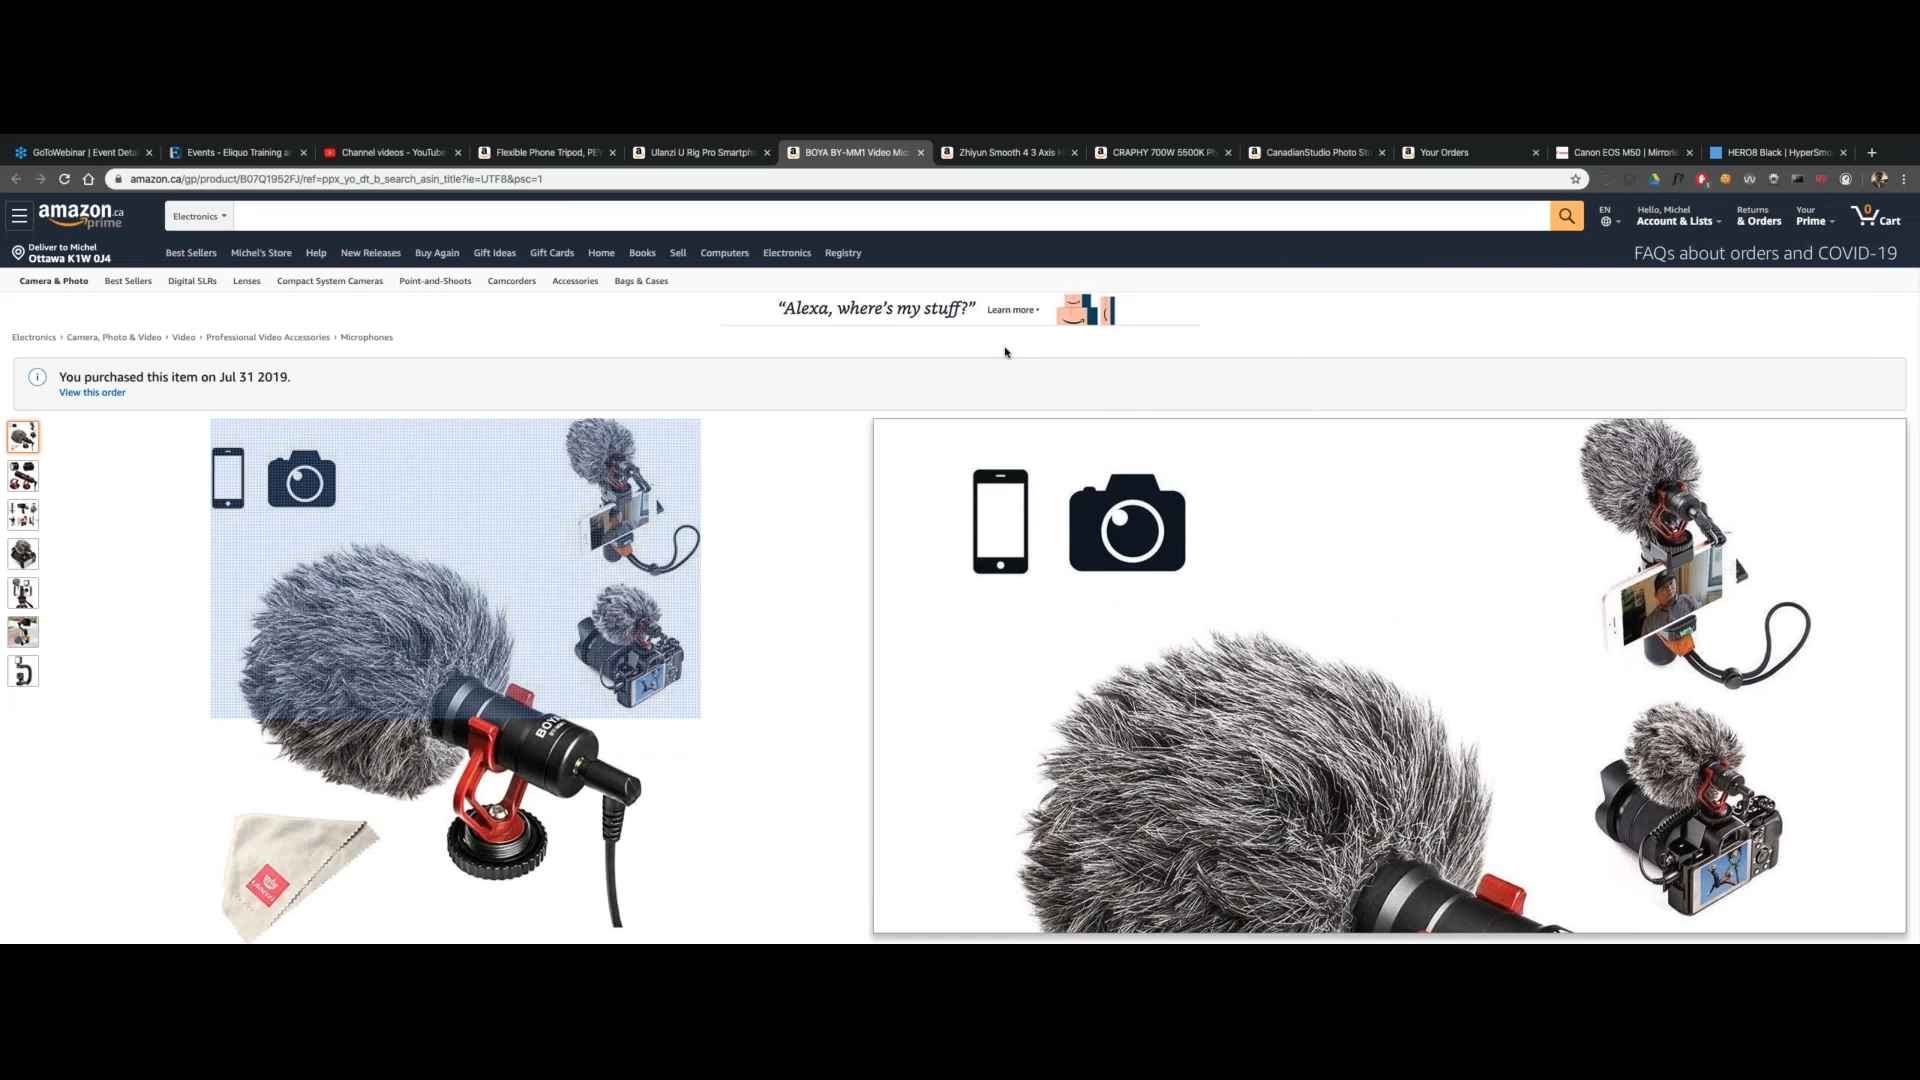 GoToWebinar | Event Deta
Events - Eliquo Training a
Channel videos - YouTube
Flexible Phone Tripod, PEY
Ulanzi U Rig Pro Smartph
BOYA BY-MM1 Video Mic
Zhiyun Smooth 4 3 Axis H
CRAPHY 700W 5500K Ph
CanadianStudio Photo Stu
Your Orders
Canon EOS M50 | Mirrorle
HERO8 Black | HyperSmo
amazon.ca/gp/product/B07Q1952FJ/ref=ppx_yo_dt_b_search_asin_title?ie=UTF8&psc=1
amazon.ca
prime
Electronics
EN
Hello, Michel
Account & Lists
Returns
& Orders
Your
Prime
0
Cart
Deliver to Michel
Ottawa K1W 0J4
Best Sellers
Michel's Store
Help
New Releases
Buy Again
Gift Ideas
Gift Cards
Home
Books
Sell
Computers
Electronics
Registry
FAQs about orders and COVID-19
Camera & Photo
Best Sellers
Digital SLRs
Lenses
Compact System Cameras
Point-and-Shoots
Camcorders
Accessories
Bags & Cases
“Alexa, where's my stuff?”
Learn more
Electronics › Camera, Photo & Video › Video › Professional Video Accessories › Microphones
You purchased this item on Jul 31 2019.
View this order
BOYA